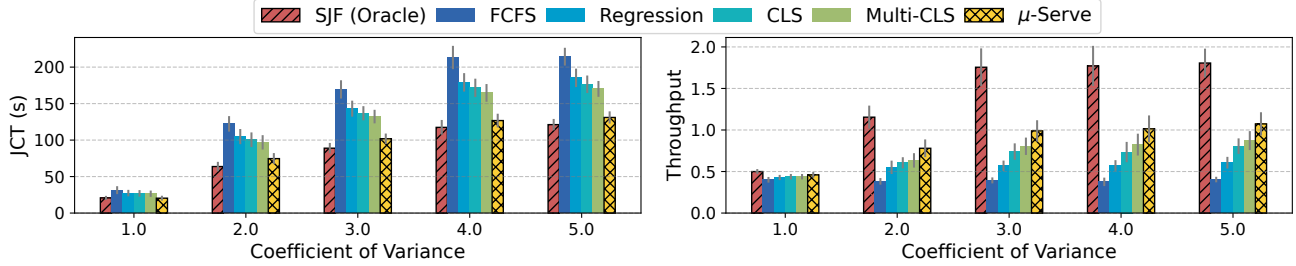 SJF (Oracle) FCFS Regression CLS Multi-CLS μ-Serve
JCT (s)
200
150
100
50
0
1.0 2.0 3.0 4.0 5.0
Coefficient of Variance
Throughput
2.0
1.5
1.0
0.5
0.0
1.0 2.0 3.0 4.0 5.0
Coefficient of Variance